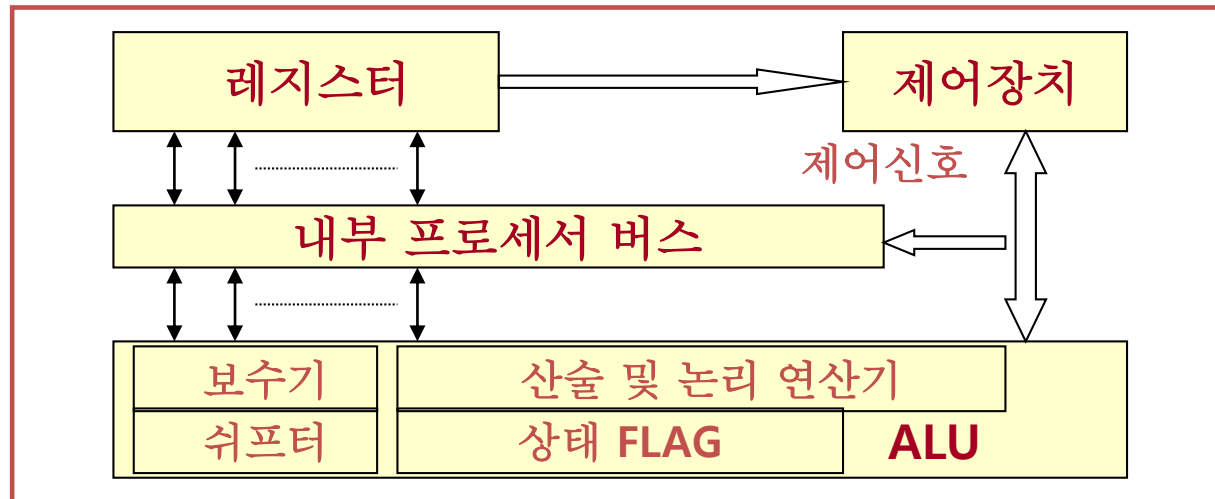 레지스터
제어장치
제어신호
내부 프로세서 버스
보수기
산술 및 논리 연산기
쉬프터
상태 FLAG
ALU